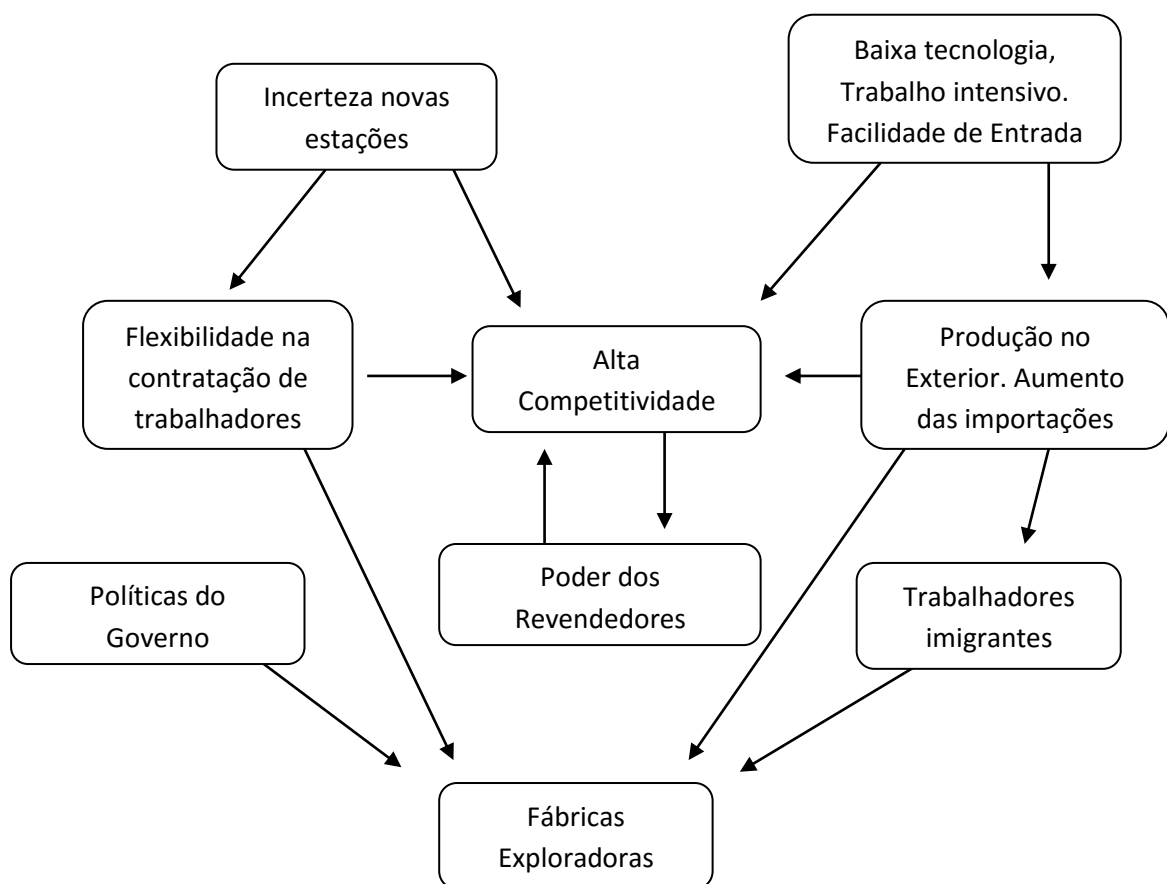 Incerteza novas
estações
Baixa tecnologia,
Trabalho intensivo.
Facilidade de Entrada
Flexibilidade na
contratação de
trabalhadores
Alta
Competitividade
Produção no
Exterior. Aumento
das importações
Políticas do
Governo
Poder dos
Revendedores
Trabalhadores
imigrantes
Fábricas
Exploradoras